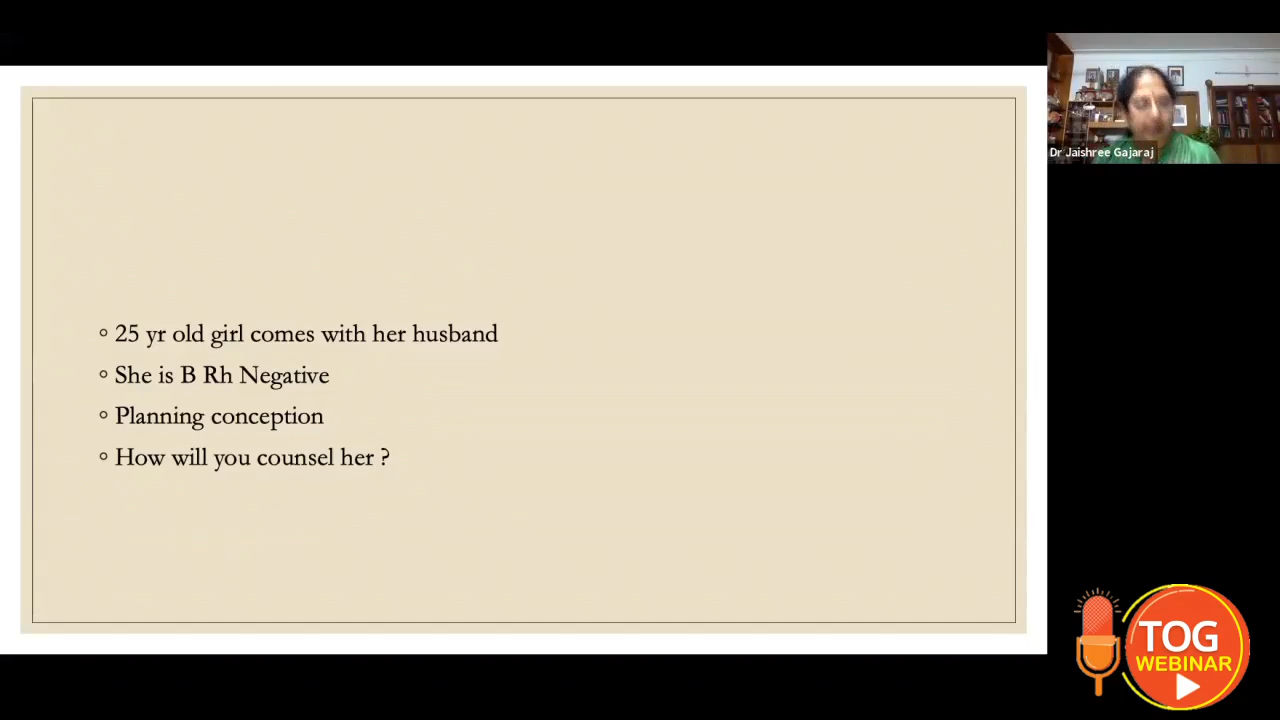 Dr Jaishree Gajaraj
◦ 25 yr old girl comes with her husband
◦ She is B Rh Negative
◦ Planning conception
◦ How will you counsel her ?
TOG
WEBINAR